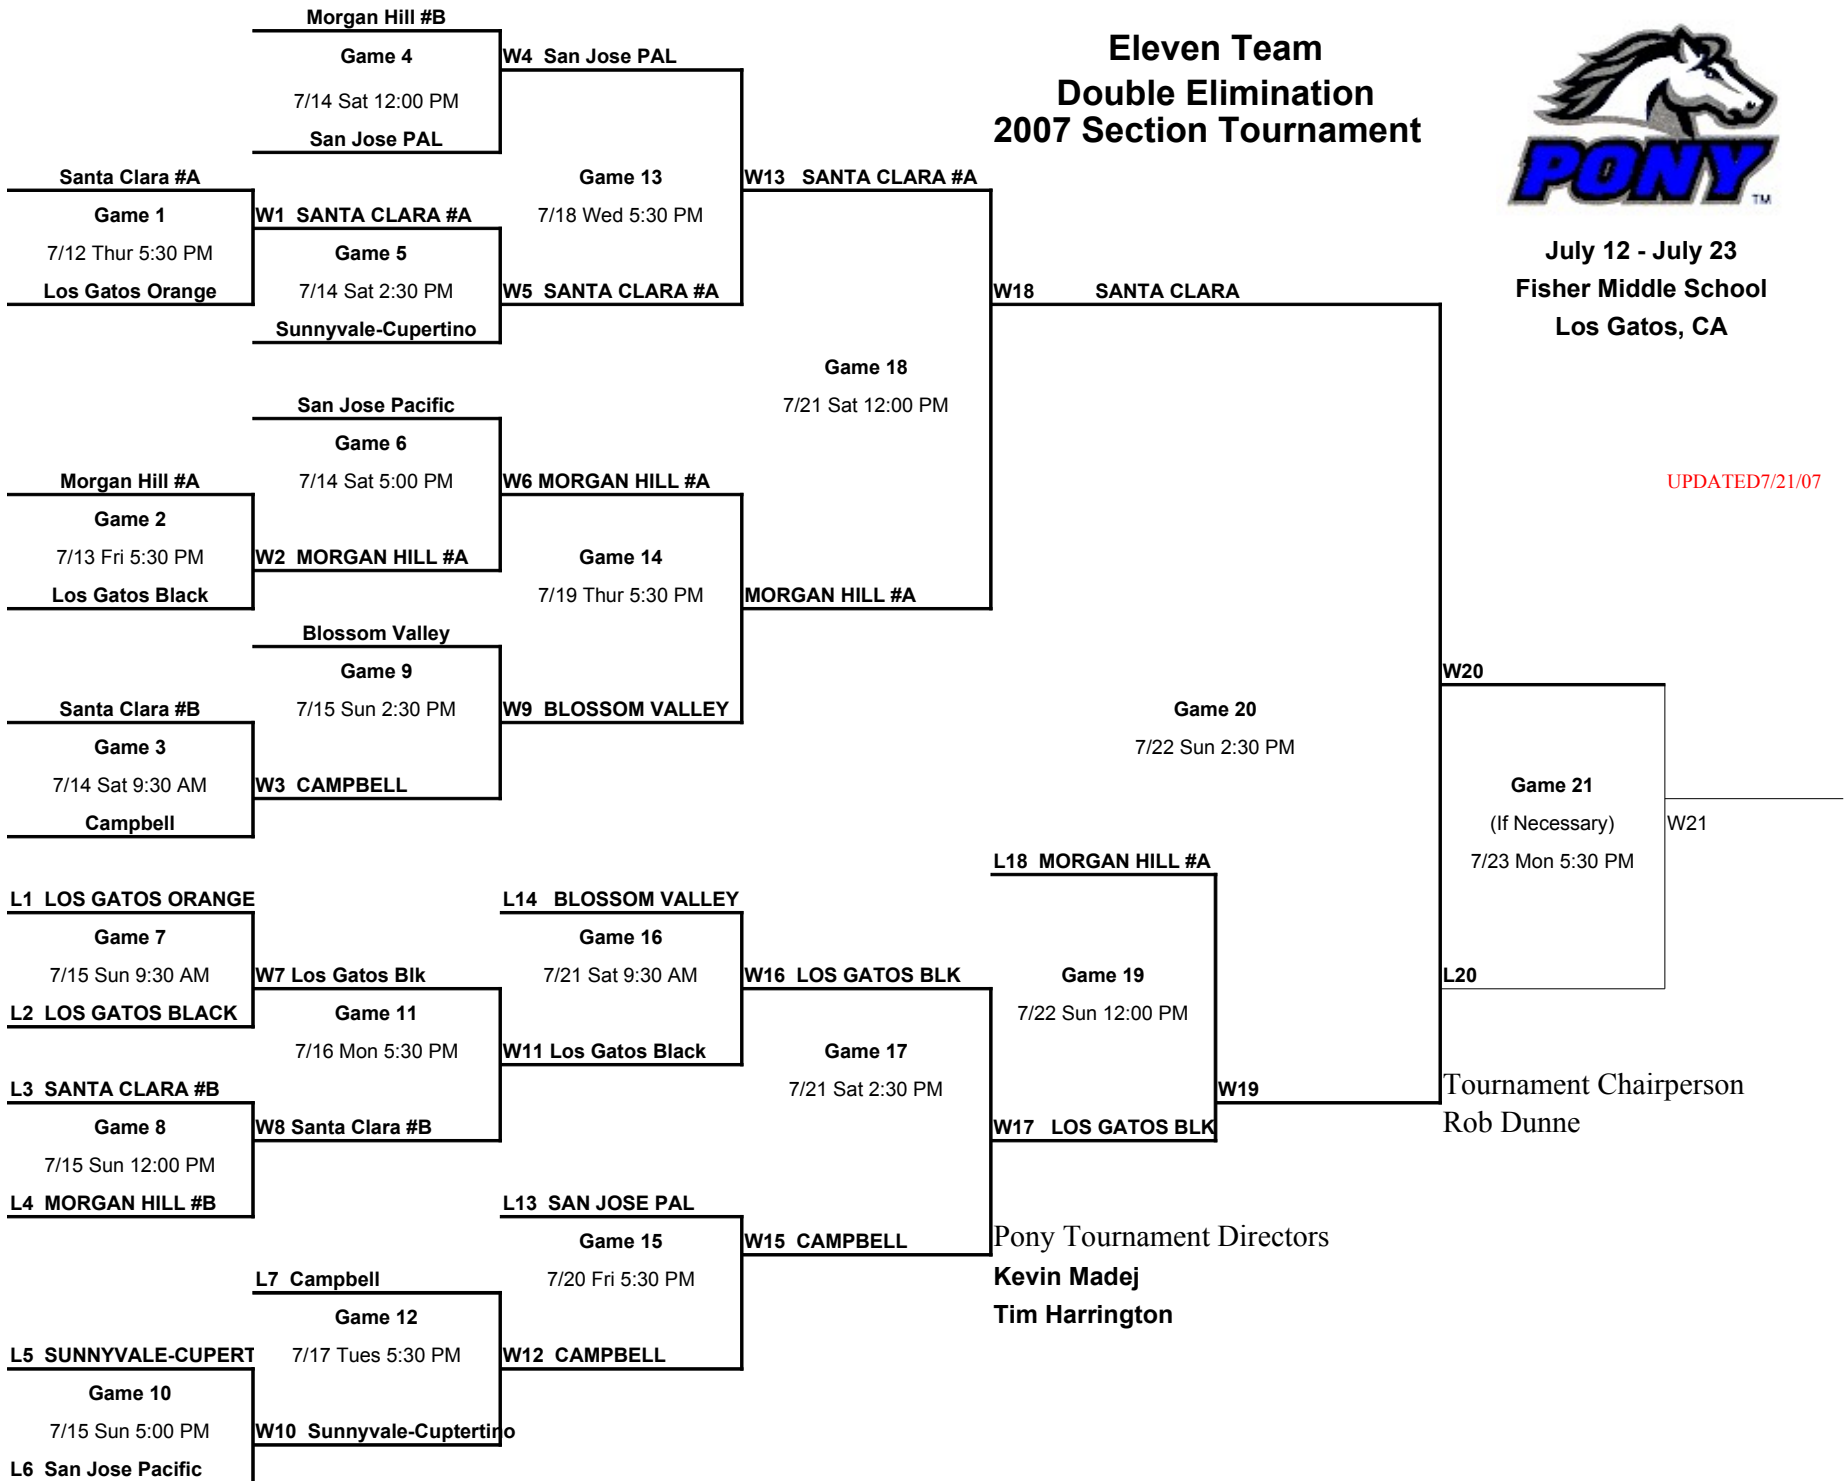 Eleven Team
Double Elimination
2007 Section Tournament
PONY
TM
July 12 - July 23
Fisher Middle School
Los Gatos, CA
UPDATED7/21/07
Morgan Hill #B
Game 4
7/14 Sat 12:00 PM
San Jose PAL
W4 San Jose PAL
Santa Clara #A
Game 1
7/12 Thur 5:30 PM
Los Gatos Orange
W1 SANTA CLARA #A
Game 5
7/14 Sat 2:30 PM
Sunnyvale-Cupertino
Game 13
7/18 Wed 5:30 PM
W5 SANTA CLARA #A
W13 SANTA CLARA #A
San Jose Pacific
Game 6
7/14 Sat 5:00 PM
Morgan Hill #A
Game 2
7/13 Fri 5:30 PM
Los Gatos Black
W2 MORGAN HILL #A
W6 MORGAN HILL #A
Game 14
7/19 Thur 5:30 PM
MORGAN HILL #A
Blossom Valley
Game 9
7/15 Sun 2:30 PM
Santa Clara #B
Game 3
7/14 Sat 9:30 AM
Campbell
W3 CAMPBELL
W9 BLOSSOM VALLEY
Game 18
7/21 Sat 12:00 PM
W18 SANTA CLARA
Game 20
7/22 Sun 2:30 PM
W20
Game 21
(If Necessary)
7/23 Mon 5:30 PM
W21
L20
L1 LOS GATOS ORANGE
Game 7
7/15 Sun 9:30 AM
L2 LOS GATOS BLACK
W7 Los Gatos Blk
Game 11
7/16 Mon 5:30 PM
L3 SANTA CLARA #B
Game 8
7/15 Sun 12:00 PM
L4 MORGAN HILL #B
W8 Santa Clara #B
L14 BLOSSOM VALLEY
Game 16
7/21 Sat 9:30 AM
W11 Los Gatos Black
W16 LOS GATOS BLK
Game 17
7/21 Sat 2:30 PM
L18 MORGAN HILL #A
Game 19
7/22 Sun 12:00 PM
W17 LOS GATOS BLK
W19
L13 SAN JOSE PAL
Game 15
7/20 Fri 5:30 PM
W15 CAMPBELL
L7 Campbell
Game 12
7/17 Tues 5:30 PM
W12 CAMPBELL
L5 SUNNYVALE-CUPERT
Game 10
7/15 Sun 5:00 PM
L6 San Jose Pacific
W10 Sunnyvale-Cuptertino
Tournament Chairperson
Rob Dunne
Pony Tournament Directors
Kevin Madej
Tim Harrington